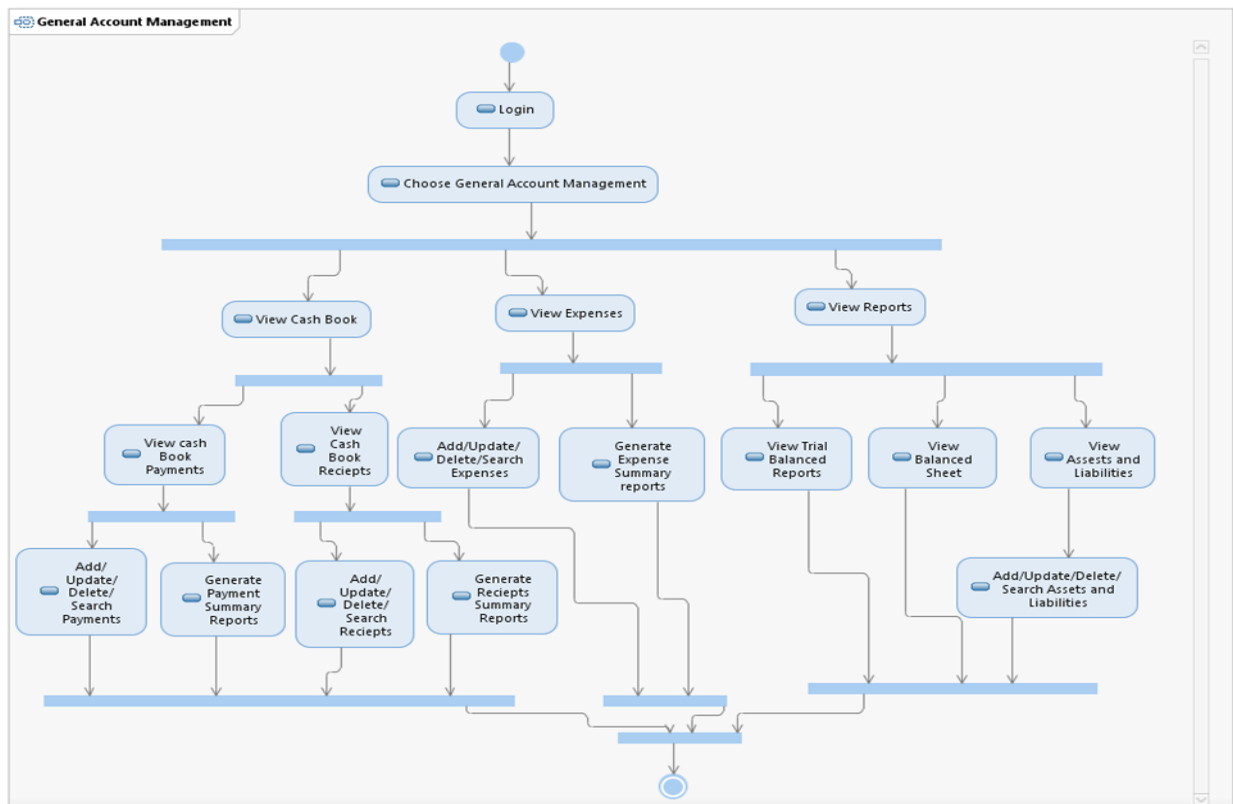 General Account Management
Login
Choose General Account Management
View Cash Book
View Expenses
View Reports
View cash
Book
Payments
View
Cash
Book
Reciepts
Add/Update/
Delete/Search
Expenses
Generate
Expense
Summary
reports
View Trial
Balanced
Reports
View
Balanced
Sheet
View
Assests and
Liabilities
Add/
Update/
Delete/
Search
Payments
Generate
Payment
Summary
Reports
Add/
Update/
Delete/
Search
Reciepts
Generate
Reciepts
Summary
Reports
Add/Update/Delete/
Search Assets and
Liabilities